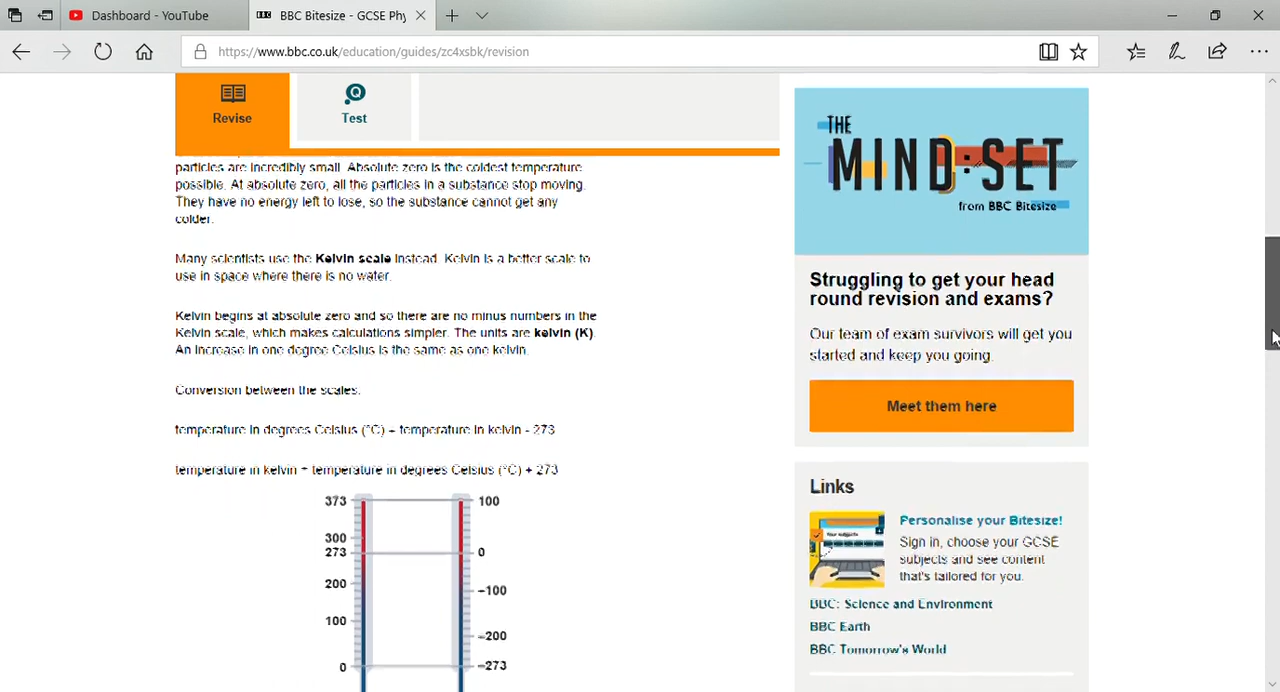 Dashboard - YouTube
BBC BBC Bitesize - GCSE Phy
https://www.bbc.co.uk/education/guides/zc4xsbk/revision
Revise
Q
Test
particles are incredibly small. Absolute zero is the coldest temperature
possible. At absolute zero, all the particles in a substance stop moving.
They have no energy left to lose, so the substance cannot get any
colder.
Many scientists use the Kelvin scale instead. Kelvin is a better scale to
use in space where there is no water.
Kelvin begins at absolute zero and so there are no minus numbers in the
Kelvin scale, which makes calculations simpler. The units are kelvin (K).
An increase in one degree Celsius is the same as one kelvin.
Conversion between the scales:
temperature in degrees Celsius (°C) = temperature in kelvin - 273
temperature in kelvin = temperature in degrees Celsius (°C) + 273
373 100
300
273 0
200 -100
100
-200
0 -273
THE
MIND·SET
from BBC Bitesize
Struggling to get your head
round revision and exams?
Our team of exam survivors will get you
started and keep you going.
Meet them here
Links
Your subjects
Personalise your Bitesize!
Sign in, choose your GCSE
subjects and see content
that's tailored for you.
BBC: Science and Environment
BBC Earth
BBC Tomorrow's World